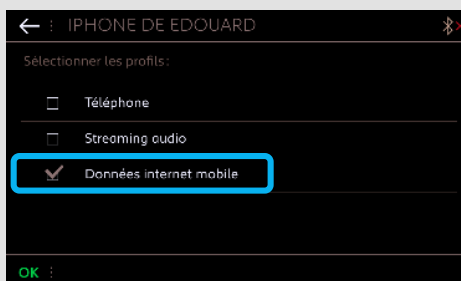 IPHONE DE EDOUARD
Sélectionner les profils:
Téléphone
Streaming audio
Données internet mobile
OK